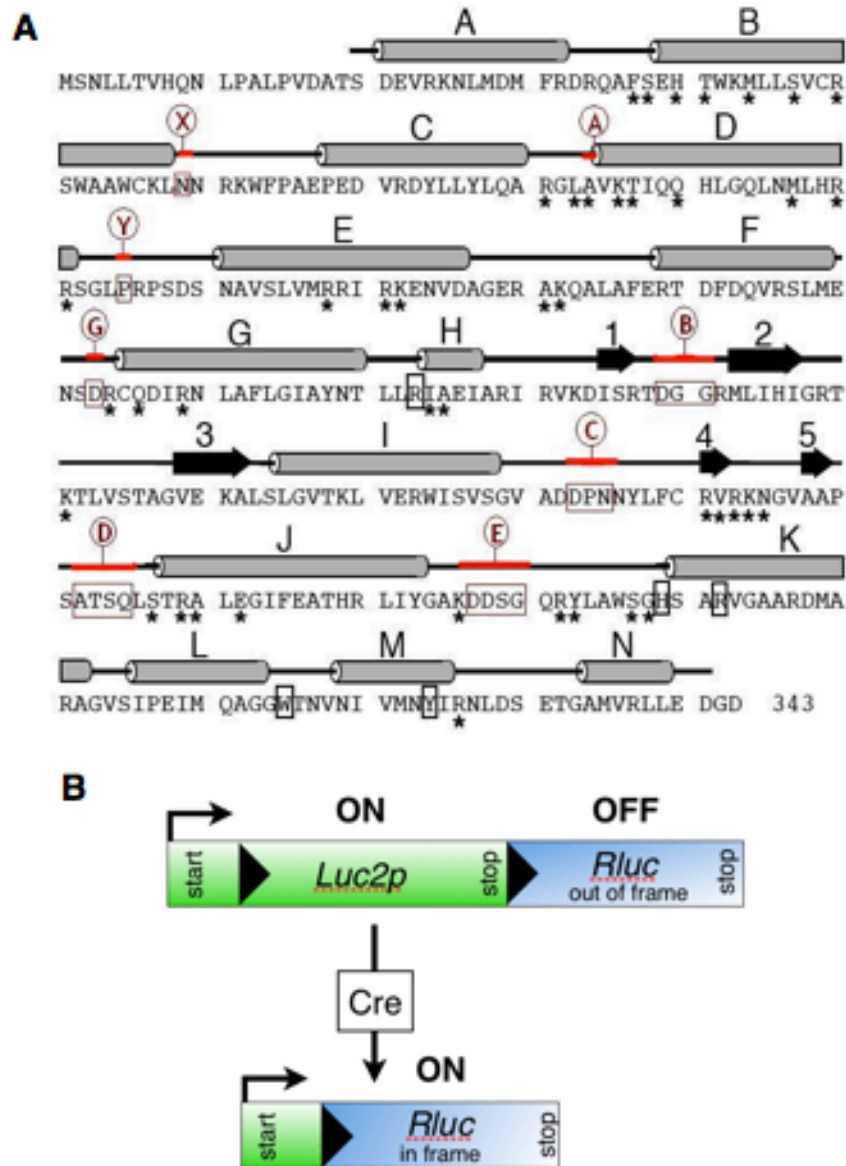 A
A B
MSNLLTVHQN LPALPVDATS DEVRKNLMDM FRDRQAFSEH TWKMLLSVCR
X C A D
SWAAWCKLNN RKWFPAEPED VRDYLLYLQA RGLAVKTIQQ HLGQLNMLHR
Y E F
RSGLPRPSDS NAVSLVMRRI RKENVDAGER AKQALAFERT DFDQVRSLME
G G H 1 B 2
NSDRCQDIRN LAFLGIAYNT LLRIAEIARI RVKDISRTDG GRMLIHIGRT
3 I C 4 5
KTLVSTAGVE KALSLGVTKL VERWISVSGV ADDPNNYLFC RVRKNGVAAP
D J E K
SATSQLSTRA LEGIFEATHR LIYGAKDDSG QRYLAWSGHS ARVGAARDMA
L M N
RAGVSIPEIM QAGGWTNVNI VMNYIRNLDS ETGAMVRLLE DGD 343
B
ON OFF
start Luc2p stop Rluc stop
out of frame
Cre
ON
start Rluc stop
in frame